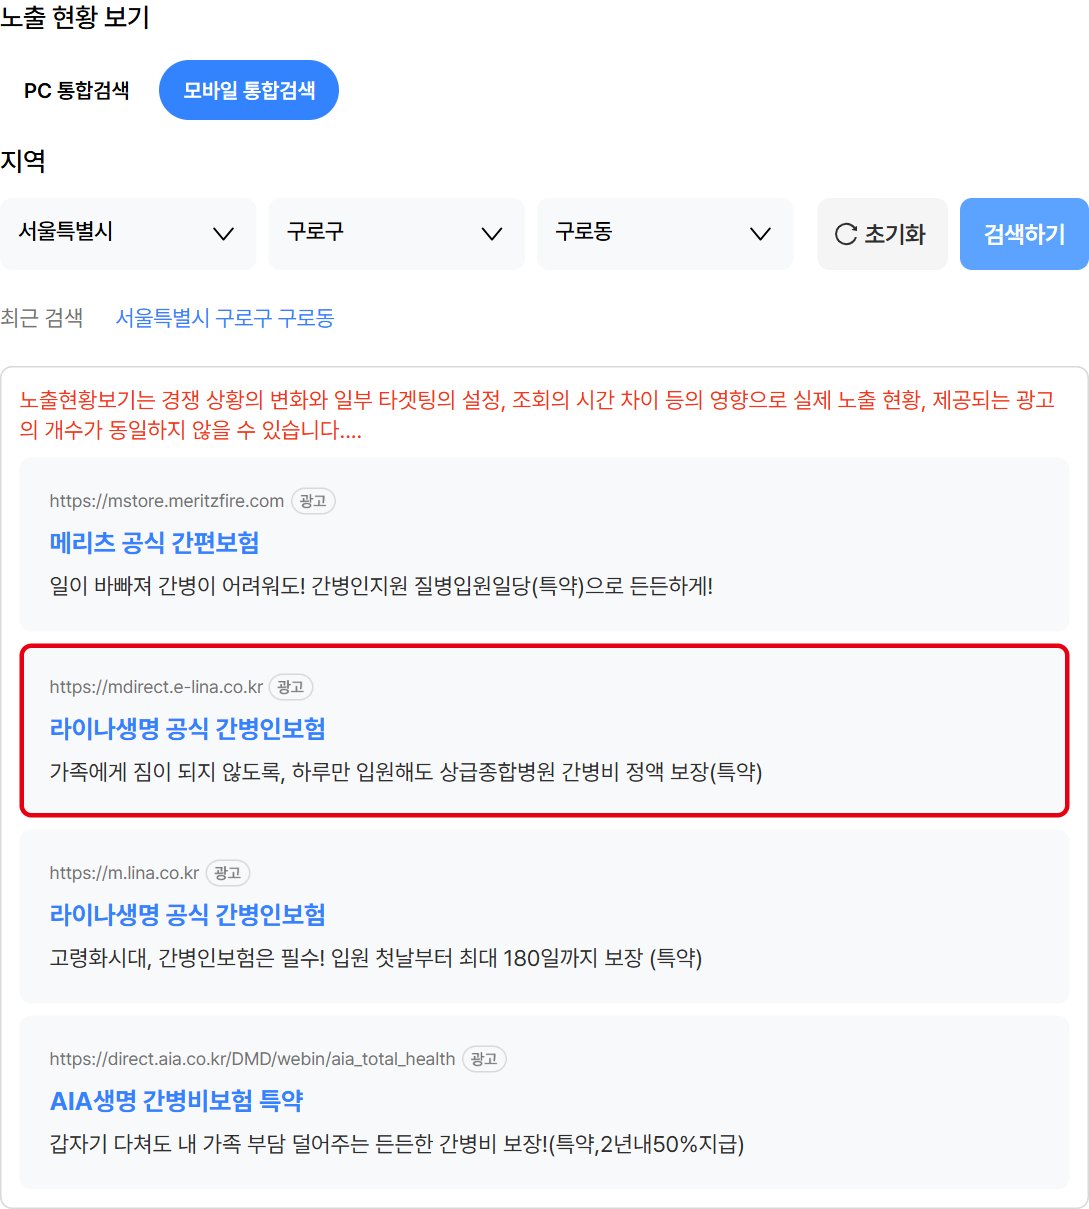 노출 현황 보기
PC 통합검색 모바일 통합검색
지역
서울특별시 구로구 구로동 초기화 검색하기
최근 검색 서울특별시 구로구 구로동
노출현황보기는 경쟁 상황의 변화와 일부 타겟팅의 설정, 조회의 시간 차이 등의 영향으로 실제 노출 현황, 제공되는 광고
의 개수가 동일하지 않을 수 있습니다....
https://mstore.meritzfire.com 광고
메리츠 공식 간편보험
일이 바빠져 간병이 어려워도! 간병인지원 질병입원일당(특약)으로 든든하게!
https://mdirect.e-lina.co.kr 광고
라이나생명 공식 간병인보험
가족에게 짐이 되지 않도록, 하루만 입원해도 상급종합병원 간병비 정액 보장(특약)
https://m.lina.co.kr 광고
라이나생명 공식 간병인보험
고령화시대, 간병인보험은 필수! 입원 첫날부터 최대 180일까지 보장 (특약)
https://direct.aia.co.kr/DMD/webin/aia_total_health 광고
AIA생명 간병비보험 특약
갑자기 다쳐도 내 가족 부담 덜어주는 든든한 간병비 보장!(특약,2년내50%지급)